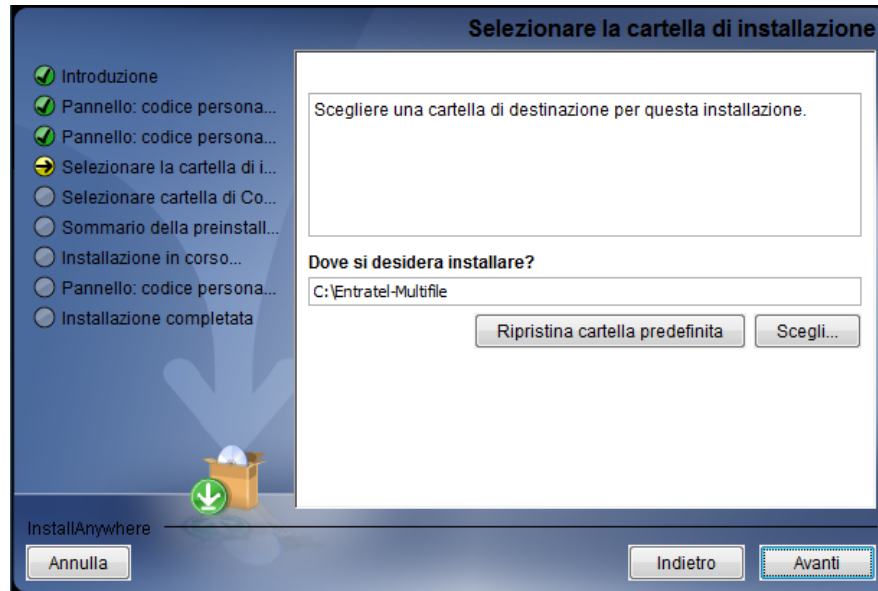 Selezionare la cartella di installazione
Introduzione
Pannello: codice persona...
Pannello: codice persona...
Selezionare la cartella di i...
Selezionare cartella di Co...
Sommario della preinstall...
Installazione in corso...
Pannello: codice persona...
Installazione completata
Scegliere una cartella di destinazione per questa installazione.
Dove si desidera installare?
C:\Entratel-Multifile
Ripristina cartella predefinita
Scegli...
InstallAnywhere
Annulla
Indietro
Avanti